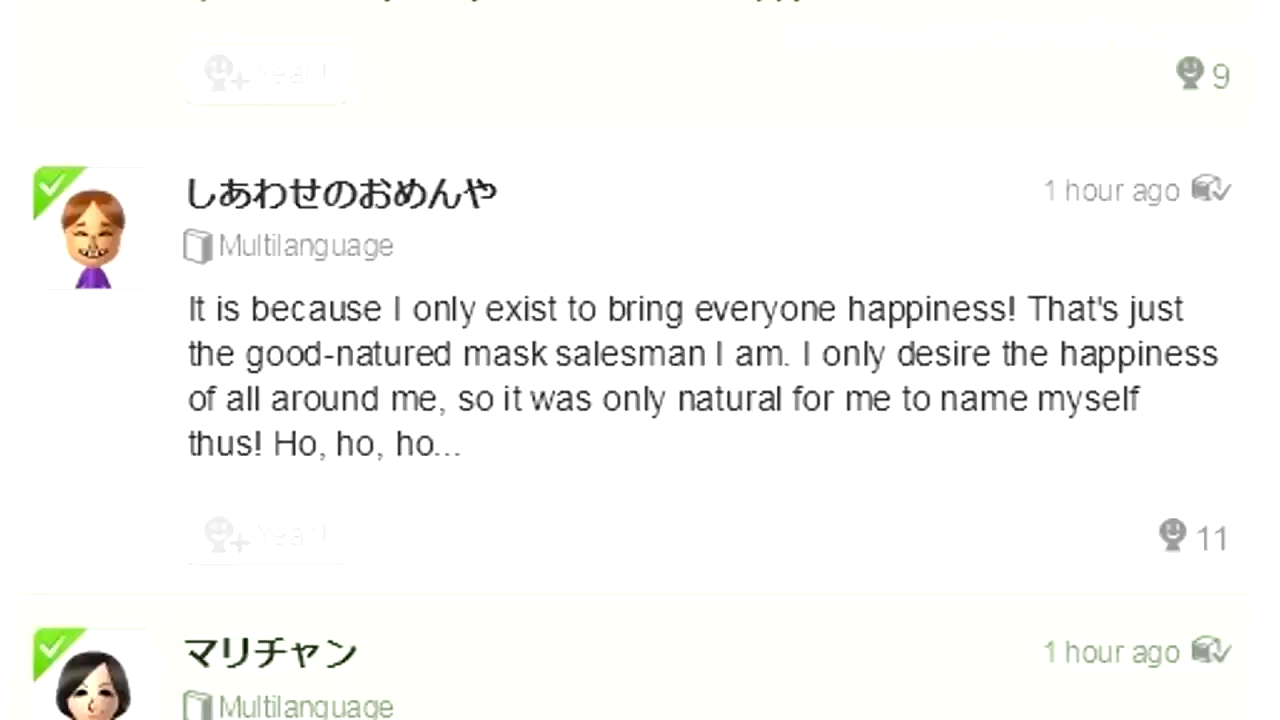 Yeah!
9
しあわせのおめんや
1 hour ago
Multilanguage
It is because I only exist to bring everyone happiness! That's just
the good-natured mask salesman I am. I only desire the happiness
of all around me, so it was only natural for me to name myself
thus! Ho, ho, ho...
Yeah!
11
マリチャン
1 hour ago
Multilanguage